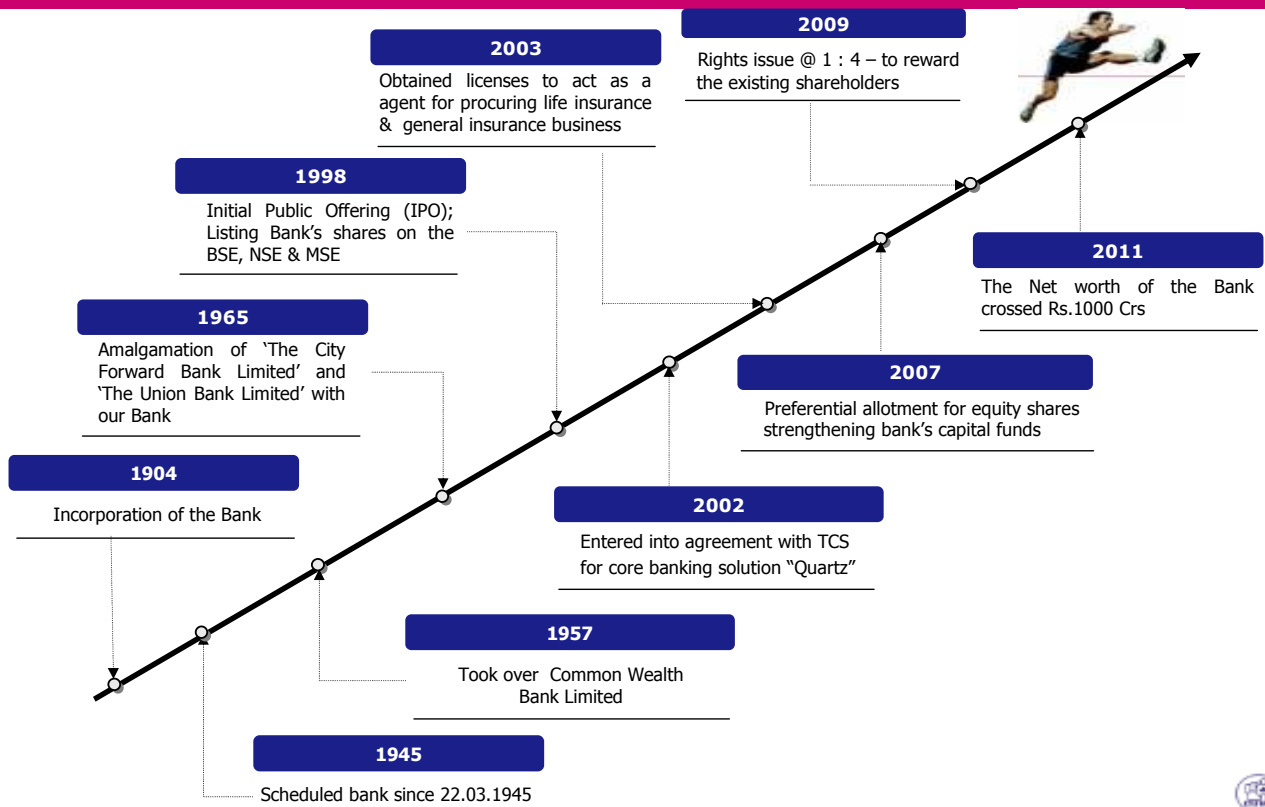 2009
Rights issue @ 1 : 4 – to reward
the existing shareholders
2003
Obtained licenses to act as a
agent for procuring life insurance
& general insurance business
1998
Initial Public Offering (IPO);
Listing Bank's shares on the
BSE, NSE & MSE
2011
The Net worth of the Bank
crossed Rs.1000 Crs
1965
Amalgamation of ‘The City
Forward Bank Limited’ and
‘The Union Bank Limited’ with
our Bank
2007
Preferential allotment for equity shares
strengthening bank's capital funds
1904
Incorporation of the Bank
2002
Entered into agreement with TCS
for core banking solution “Quartz”
1957
Took over Common Wealth
Bank Limited
1945
Scheduled bank since 22.03.1945